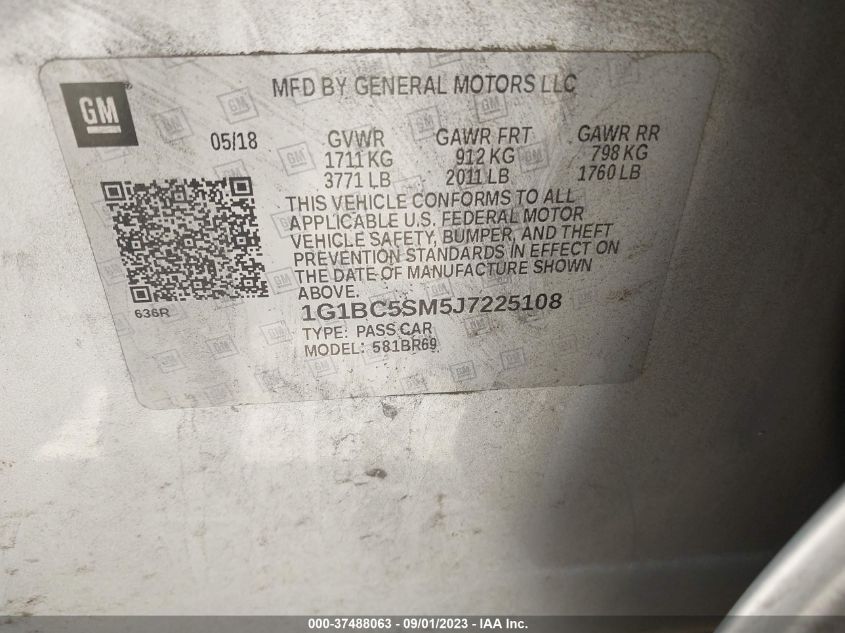 GM
MFD BY GENERAL MOTORS LLC
05/18
GVWR GAWR FRT GAWR RR
1711 KG 912 KG 798 KG
3771 LB 2011 LB 1760 LB
THIS VEHICLE CONFORMS TO ALL
APPLICABLE U.S. FEDERAL MOTOR
VEHICLE SAFETY, BUMPER, AND THEFT
PREVENTION STANDARDS IN EFFECT ON
THE DATE OF MANUFACTURE SHOWN
ABOVE.
636R
1G1BC5SM5J7225108
TYPE: PASS CAR
MODEL: 581BR69
000-37488063 - 09/01/2023 - IAA Inc.